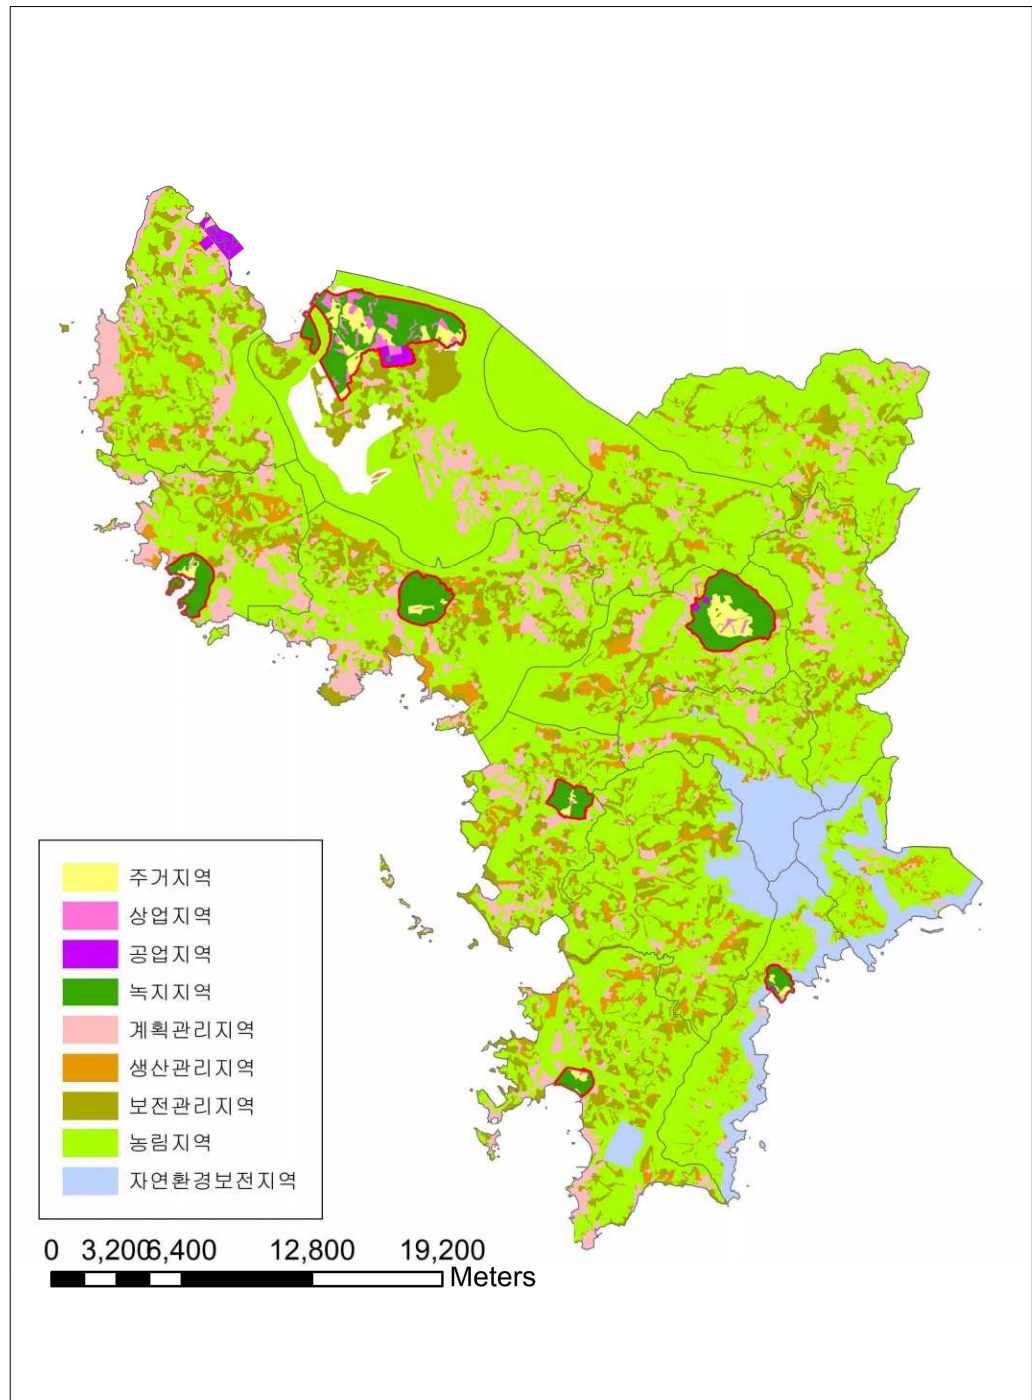 주거지역
상업지역
공업지역
녹지지역
계획관리지역
생산관리지역
보전관리지역
농림지역
자연환경보전지역
0 3,200 6,400 12,800 19,200
Meters